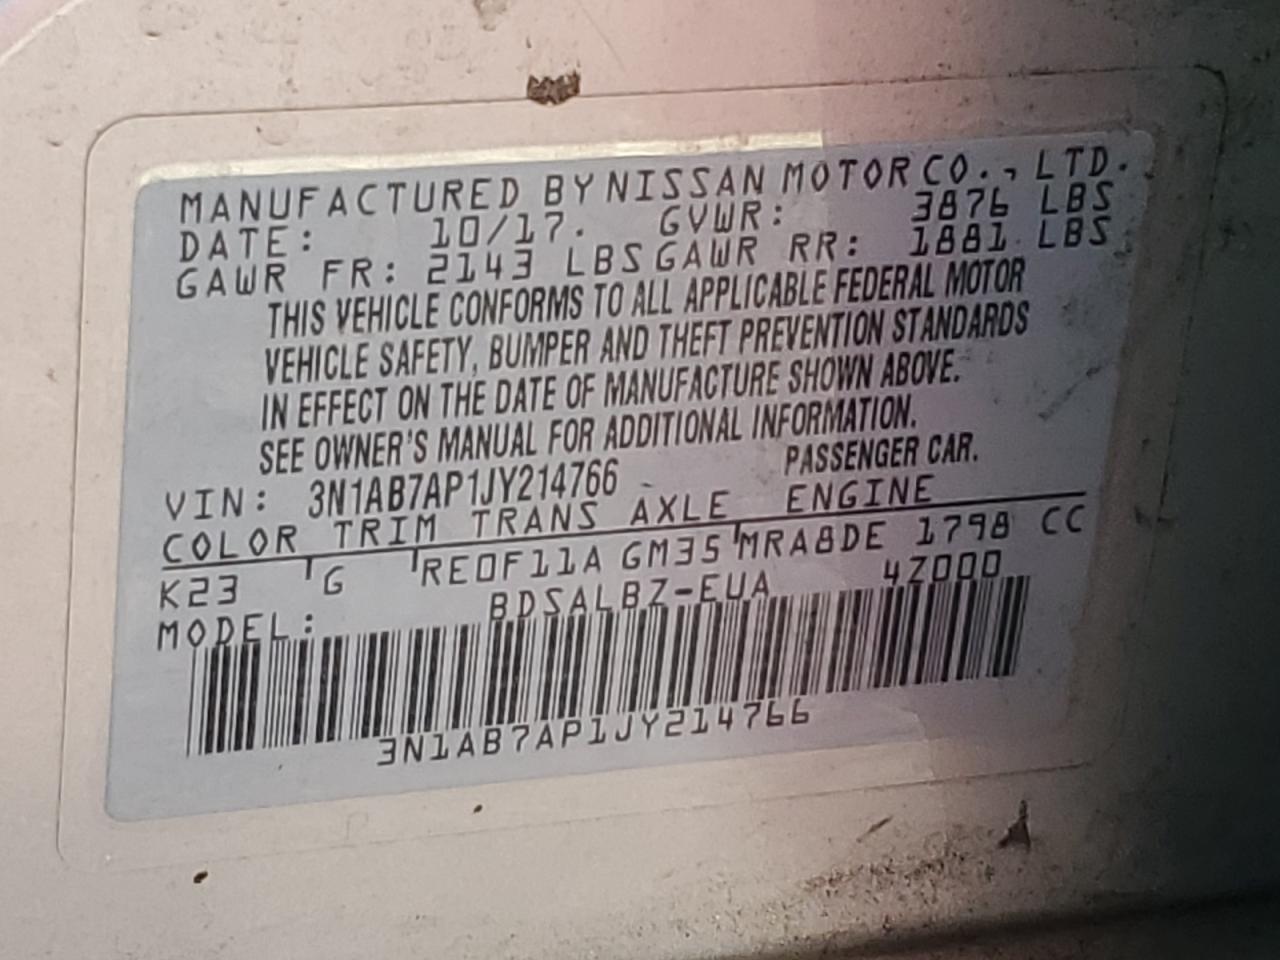 MANUFACTURED BY NISSAN MOTOR CO., LTD.
DATE: 10/17. GVWR: 3876 LBS
GAWR FR: 2143 LBS GAWR RR: 1881 LBS
THIS VEHICLE CONFORMS TO ALL APPLICABLE FEDERAL MOTOR
VEHICLE SAFETY, BUMPER AND THEFT PREVENTION STANDARDS
IN EFFECT ON THE DATE OF MANUFACTURE SHOWN ABOVE.
SEE OWNER'S MANUAL FOR ADDITIONAL INFORMATION.
VIN: 3N1AB7AP1JY214766 PASSENGER CAR.
COLOR TRIM TRANS AXLE ENGINE
K23 G RE0F11A GM35 MRA8DE 1798 CC
MODEL: BDSALBZ-EUA 4Z000
3N1AB7AP1JY214766